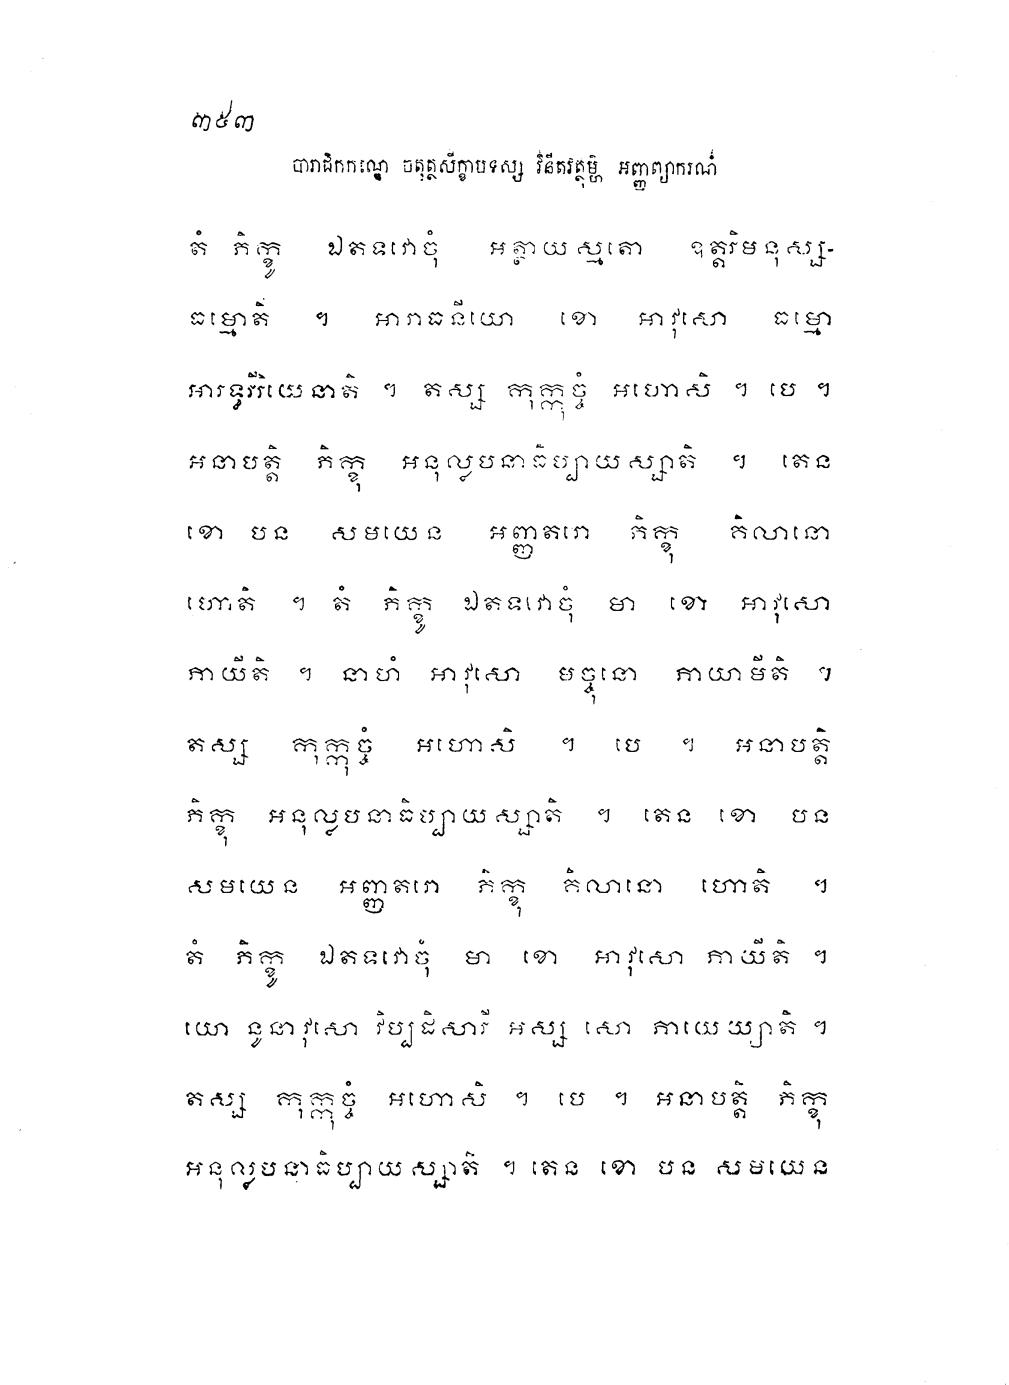 ៣៥៣
បារាជិកកណ្ឌេ ចតុត្ថសិក្ខាបទស្ស វិនីតវត្ថុម្ហិ អញ្ញព្យាករណំ
តំ ភិក្ខូ ឯតទវោចុំ អត្ថាយស្មតោ ឧត្តរិមនុស្ស-
ធម្មោតិ ។ អារាធនីយោ ខោ អាវុសោ ធម្មោ
អារទ្ធវីរិយេនាតិ ។ តស្ស កុក្កុច្ចំ អហោសិ ។ បេ ។
អនាបត្តិ ភិក្ខុ អនុល្លបនាធិប្បាយស្សាតិ ។ តេន
ខោ បន សមយេន អញ្ញតរោ ភិក្ខុ គិលានោ
ហោតិ ។ តំ ភិក្ខូ ឯតទវោចុំ មា ខោ អាវុសោ
ភាយីតិ ។ នាហំ អាវុសោ មច្ចុនោ ភាយាមីតិ ។
តស្ស កុក្កុច្ចំ អហោសិ ។ បេ ។ អនាបត្តិ
ភិក្ខុ អនុល្លបនាធិប្បាយស្សាតិ ។ តេន ខោ បន
សមយេន អញ្ញតរោ ភិក្ខុ គិលានោ ហោតិ ។
តំ ភិក្ខូ ឯតទវោចុំ មា ខោ អាវុសោ ភាយីតិ ។
យោ នូនាវុសោ វិប្បដិសារី អស្ស សោ ភាយេយ្យាតិ ។
តស្ស កុក្កុច្ចំ អហោសិ ។ បេ ។ អនាបត្តិ ភិក្ខុ
អនុល្លបនាធិប្បាយស្សាតិ ។ តេន ខោ បន សមយេន